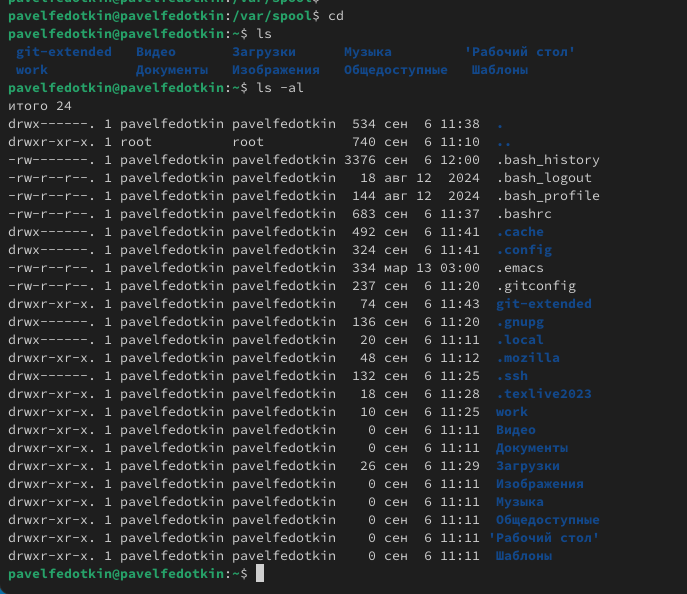 pavelfedotkin@pavelfedotkin:/var/spool$ cd
pavelfedotkin@pavelfedotkin:~$ ls
git-extended Видео Загрузки Музыка 'Рабочий стол'
work Документы Изображения Общедоступные Шаблоны
pavelfedotkin@pavelfedotkin:~$ ls -al
итого 24
drwx------. 1 pavelfedotkin pavelfedotkin 534 сен 6 11:38 .
drwxr-xr-x. 1 root root 740 сен 6 11:10 ..
-rw-------. 1 pavelfedotkin pavelfedotkin 3376 сен 6 12:00 .bash_history
-rw-r--r--. 1 pavelfedotkin pavelfedotkin 18 авг 12 2024 .bash_logout
-rw-r--r--. 1 pavelfedotkin pavelfedotkin 144 авг 12 2024 .bash_profile
-rw-r--r--. 1 pavelfedotkin pavelfedotkin 683 сен 6 11:37 .bashrc
drwx------. 1 pavelfedotkin pavelfedotkin 492 сен 6 11:41 .cache
drwx------. 1 pavelfedotkin pavelfedotkin 324 сен 6 11:41 .config
-rw-r--r--. 1 pavelfedotkin pavelfedotkin 334 мар 13 03:00 .emacs
-rw-r--r--. 1 pavelfedotkin pavelfedotkin 237 сен 6 11:20 .gitconfig
drwxr-xr-x. 1 pavelfedotkin pavelfedotkin 74 сен 6 11:43 git-extended
drwx------. 1 pavelfedotkin pavelfedotkin 136 сен 6 11:20 .gnupg
drwx------. 1 pavelfedotkin pavelfedotkin 20 сен 6 11:11 .local
drwxr-xr-x. 1 pavelfedotkin pavelfedotkin 48 сен 6 11:12 .mozilla
drwx------. 1 pavelfedotkin pavelfedotkin 132 сен 6 11:25 .ssh
drwxr-xr-x. 1 pavelfedotkin pavelfedotkin 18 сен 6 11:28 .texlive2023
drwxr-xr-x. 1 pavelfedotkin pavelfedotkin 10 сен 6 11:25 work
drwxr-xr-x. 1 pavelfedotkin pavelfedotkin 0 сен 6 11:11 Видео
drwxr-xr-x. 1 pavelfedotkin pavelfedotkin 0 сен 6 11:11 Документы
drwxr-xr-x. 1 pavelfedotkin pavelfedotkin 26 сен 6 11:29 Загрузки
drwxr-xr-x. 1 pavelfedotkin pavelfedotkin 0 сен 6 11:11 Изображения
drwxr-xr-x. 1 pavelfedotkin pavelfedotkin 0 сен 6 11:11 Музыка
drwxr-xr-x. 1 pavelfedotkin pavelfedotkin 0 сен 6 11:11 Общедоступные
drwxr-xr-x. 1 pavelfedotkin pavelfedotkin 0 сен 6 11:11 'Рабочий стол'
drwxr-xr-x. 1 pavelfedotkin pavelfedotkin 0 сен 6 11:11 Шаблоны
pavelfedotkin@pavelfedotkin:~$